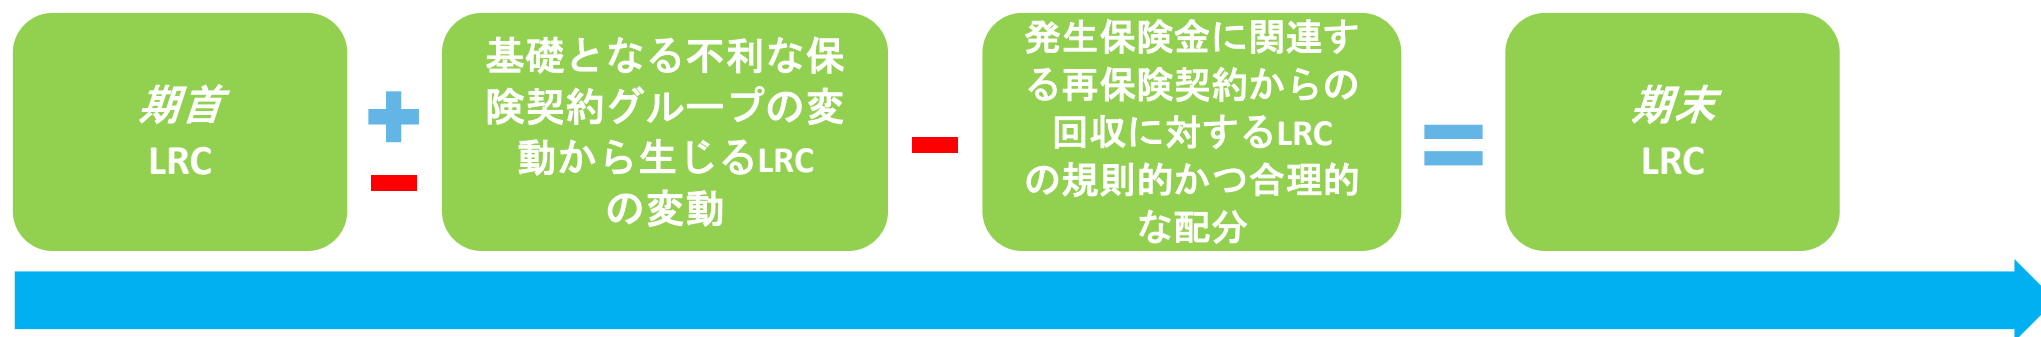 期首
LRC
基礎となる不利な保
険契約グループの変
動から生じるLRC
の変動
発生保険金に関連す
る再保険契約からの
回収に対するLRC
の規則的かつ合理的
な配分
期末
LRC